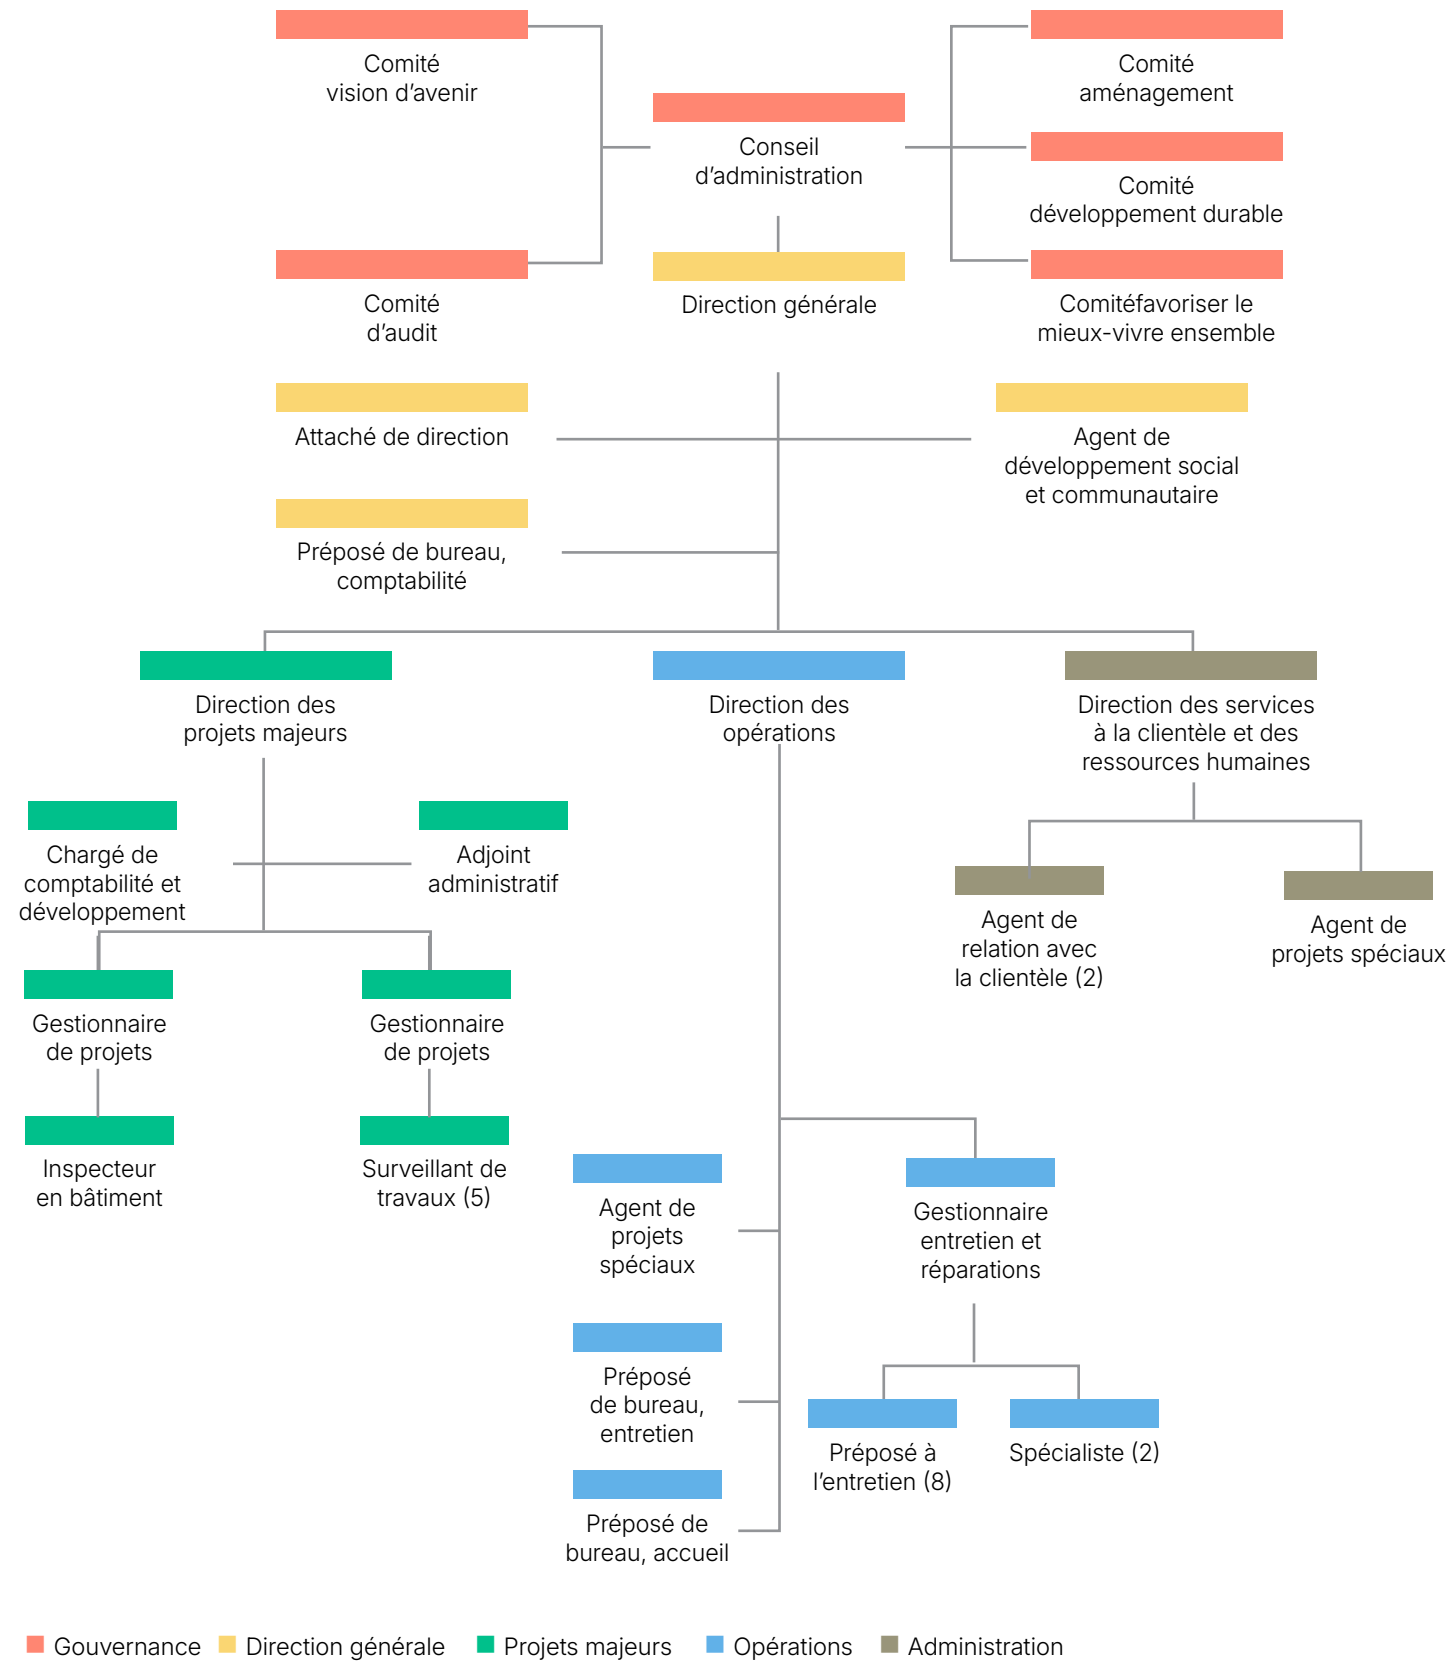 Comité
vision d’avenir
Comité
aménagement
Conseil
d’administration
Comité
développement durable
Comité
d’audit
Direction générale
Comitéfavoriser le
mieux-vivre ensemble
Attaché de direction
Agent de
développement social
et communautaire
Préposé de bureau,
comptabilité
Direction des
projets majeurs
Direction des
opérations
Direction des services
à la clientèle et des
ressources humaines
Chargé de
comptabilité et
développement
Adjoint
administratif
Agent de
relation avec
la clientèle (2)
Agent de
projets spéciaux
Gestionnaire
de projets
Gestionnaire
de projets
Inspecteur
en bâtiment
Surveillant de
travaux (5)
Agent de
projets
spéciaux
Gestionnaire
entretien et
réparations
Préposé
de bureau,
entretien
Préposé à
l’entretien (8)
Spécialiste (2)
Préposé de
bureau, accueil
Gouvernance
Direction générale
Projets majeurs
Opérations
Administration